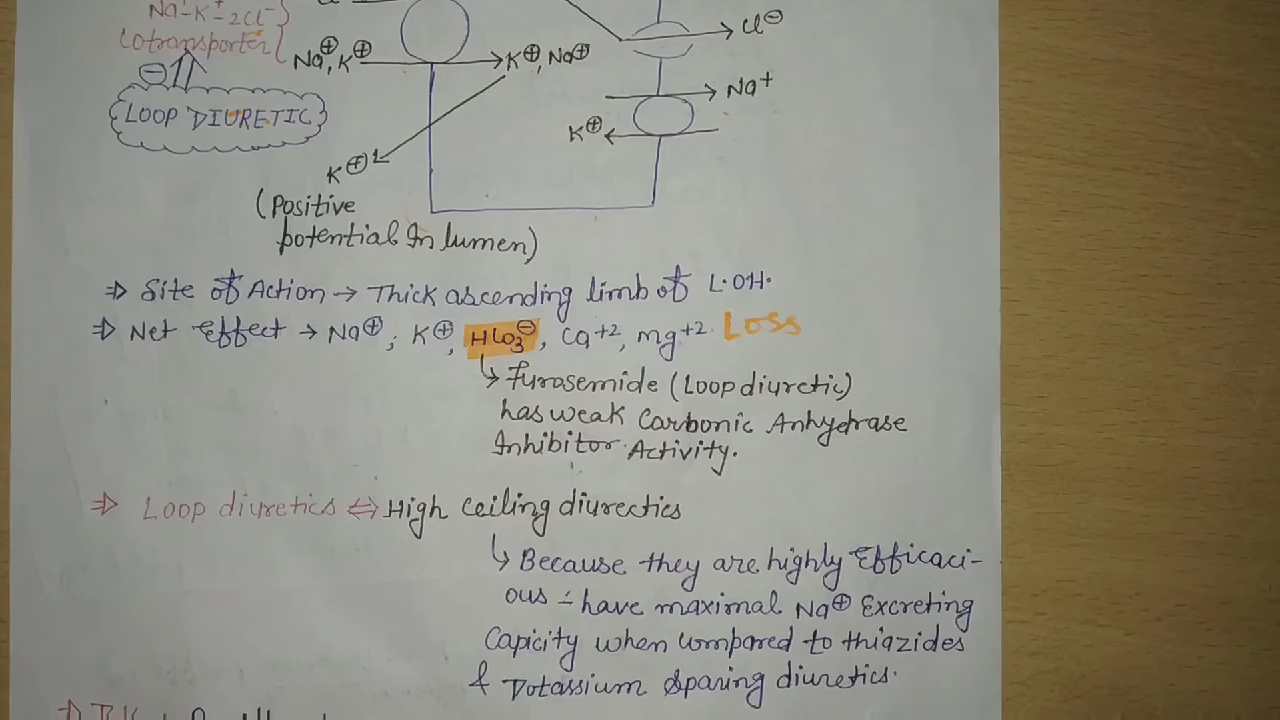 Na⁺-K⁺-2Cl⁻
Cotransporter
Na⊕, K⊕ → K⊕, Na⊕
Cl⊖
Na+
K⊕
⊖
LOOP DIURETIC
K⊕
(Positive
potential In lumen)
⇒ Site of Action → Thick ascending limb of L.OH.
⇒ Net Effect → Na⊕, K⊕, HCO3⊖, Ca+2, mg+2. Loss
↳ Furosemide (Loop diuretic)
has weak Carbonic Anhydrase
Inhibitor Activity.
⇒ Loop diuretics ⇔ High Ceiling diurectics
↳ Because they are highly Efficaci-
ous ÷ have maximal Na⊕ Excreting
Capicity when compared to thiazides
& Potassium Sparing diuretics.